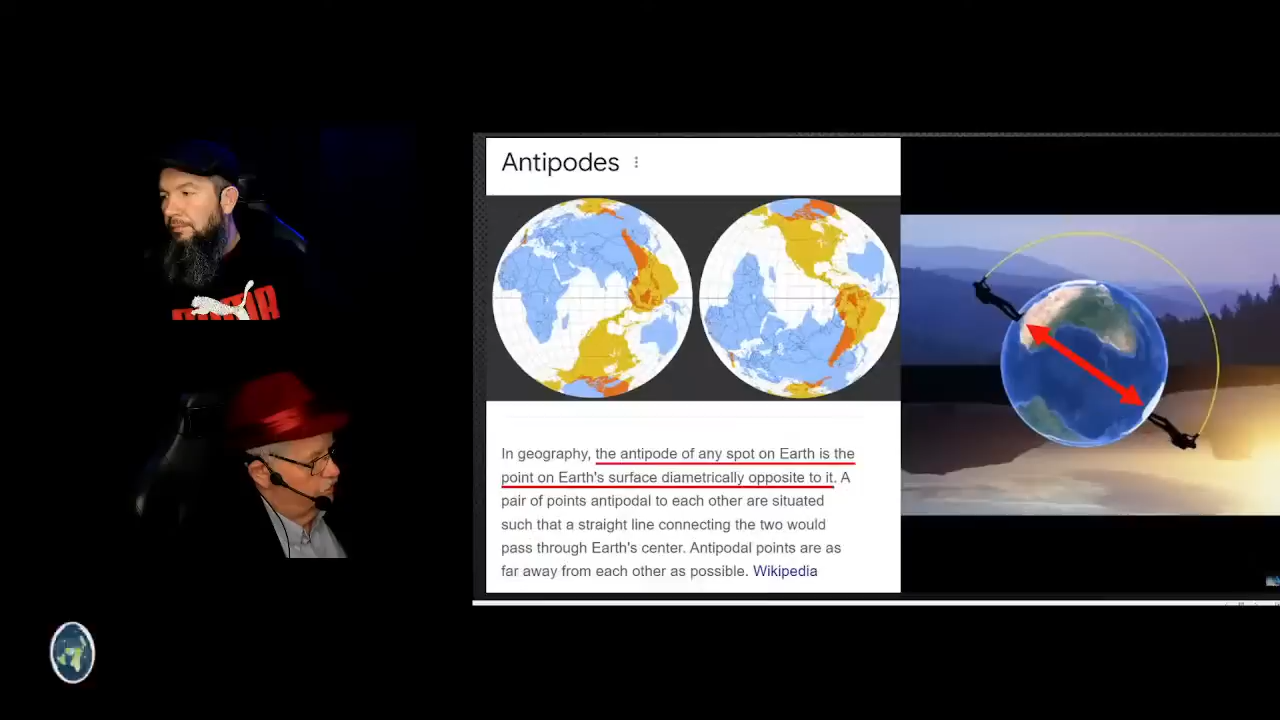 Antipodes
In geography, the antipode of any spot on Earth is the
point on Earth's surface diametrically opposite to it. A
pair of points antipodal to each other are situated
such that a straight line connecting the two would
pass through Earth's center. Antipodal points are as
far away from each other as possible. Wikipedia